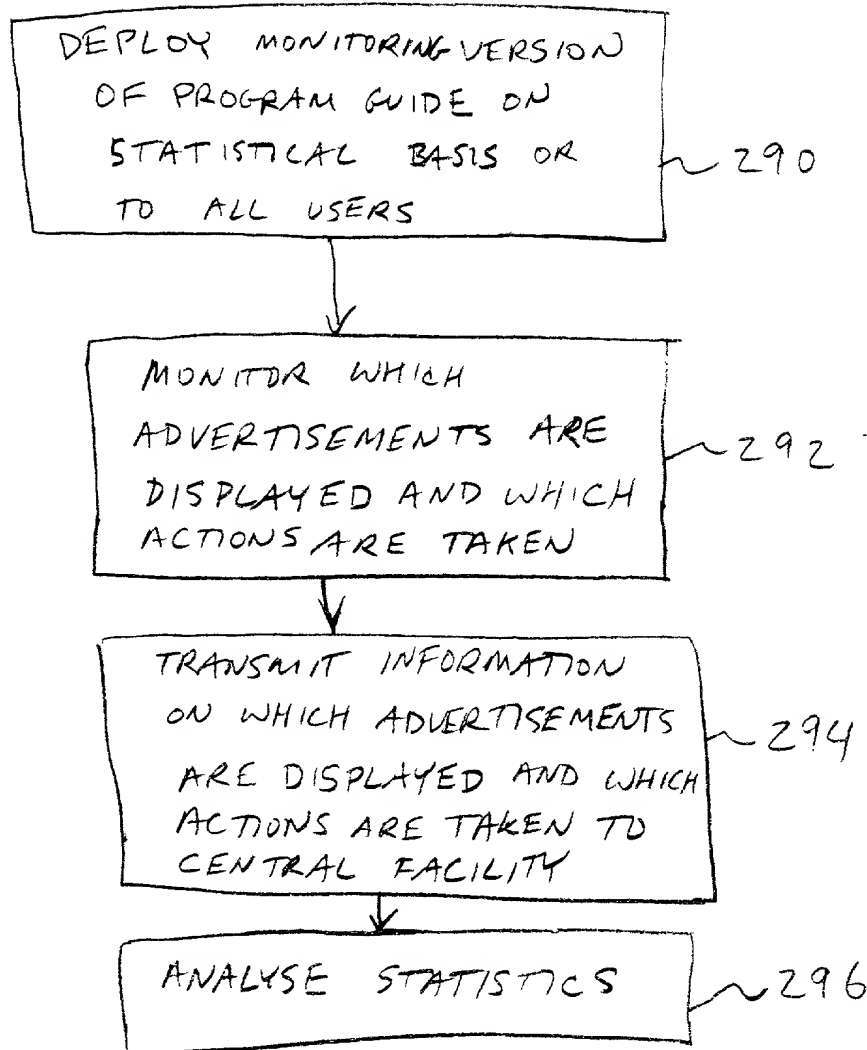 DEPLOY MONITORING VERSION
OF PROGRAM GUIDE ON
STATISTICAL BASIS OR
TO ALL USERS
290
MONITOR WHICH
ADVERTISEMENTS ARE
DISPLAYED AND WHICH
ACTIONS ARE TAKEN
292
TRANSMIT INFORMATION
ON WHICH ADVERTISEMENTS
ARE DISPLAYED AND WHICH
ACTIONS ARE TAKEN TO
CENTRAL FACILITY
294
ANALYSE STATISTICS
296